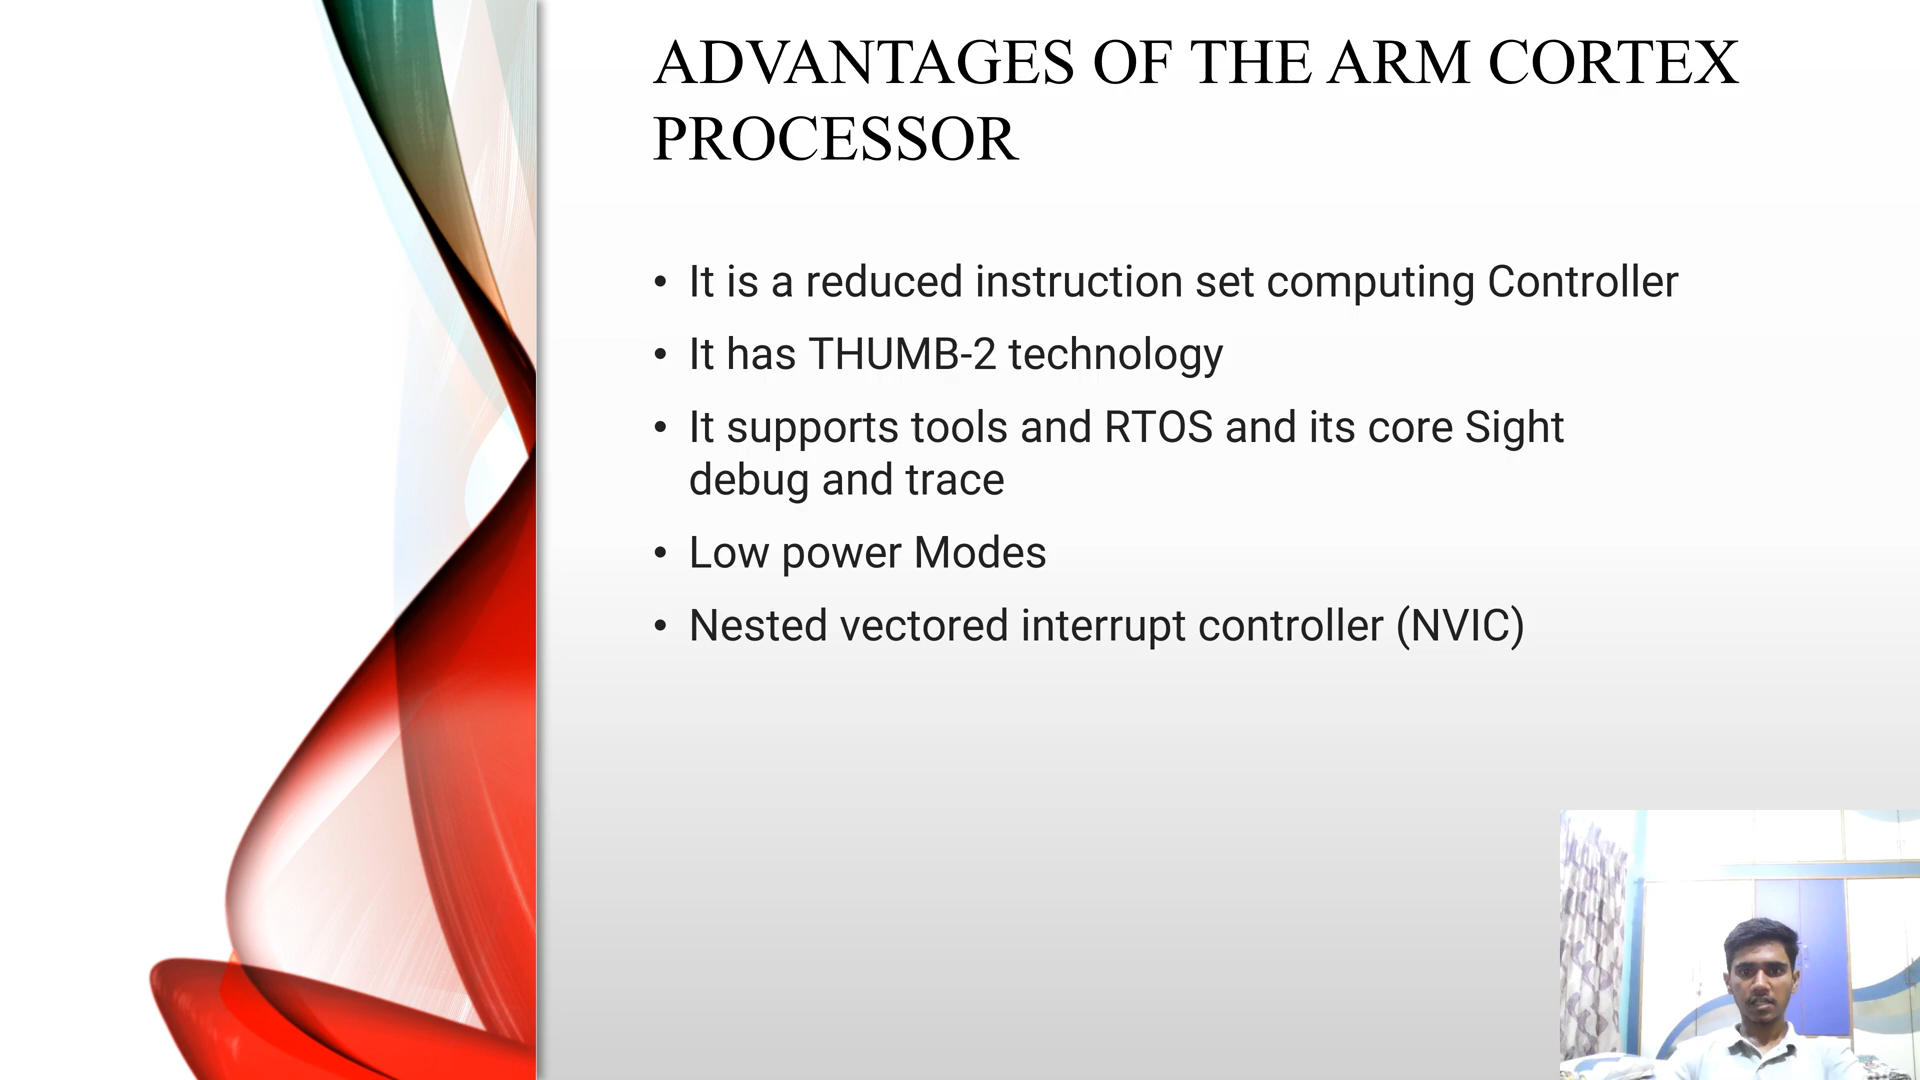 ADVANTAGES OF THE ARM CORTEX
PROCESSOR
• It is a reduced instruction set computing Controller
• It has THUMB-2 technology
• It supports tools and RTOS and its core Sight
debug and trace
• Low power Modes
• Nested vectored interrupt controller (NVIC)